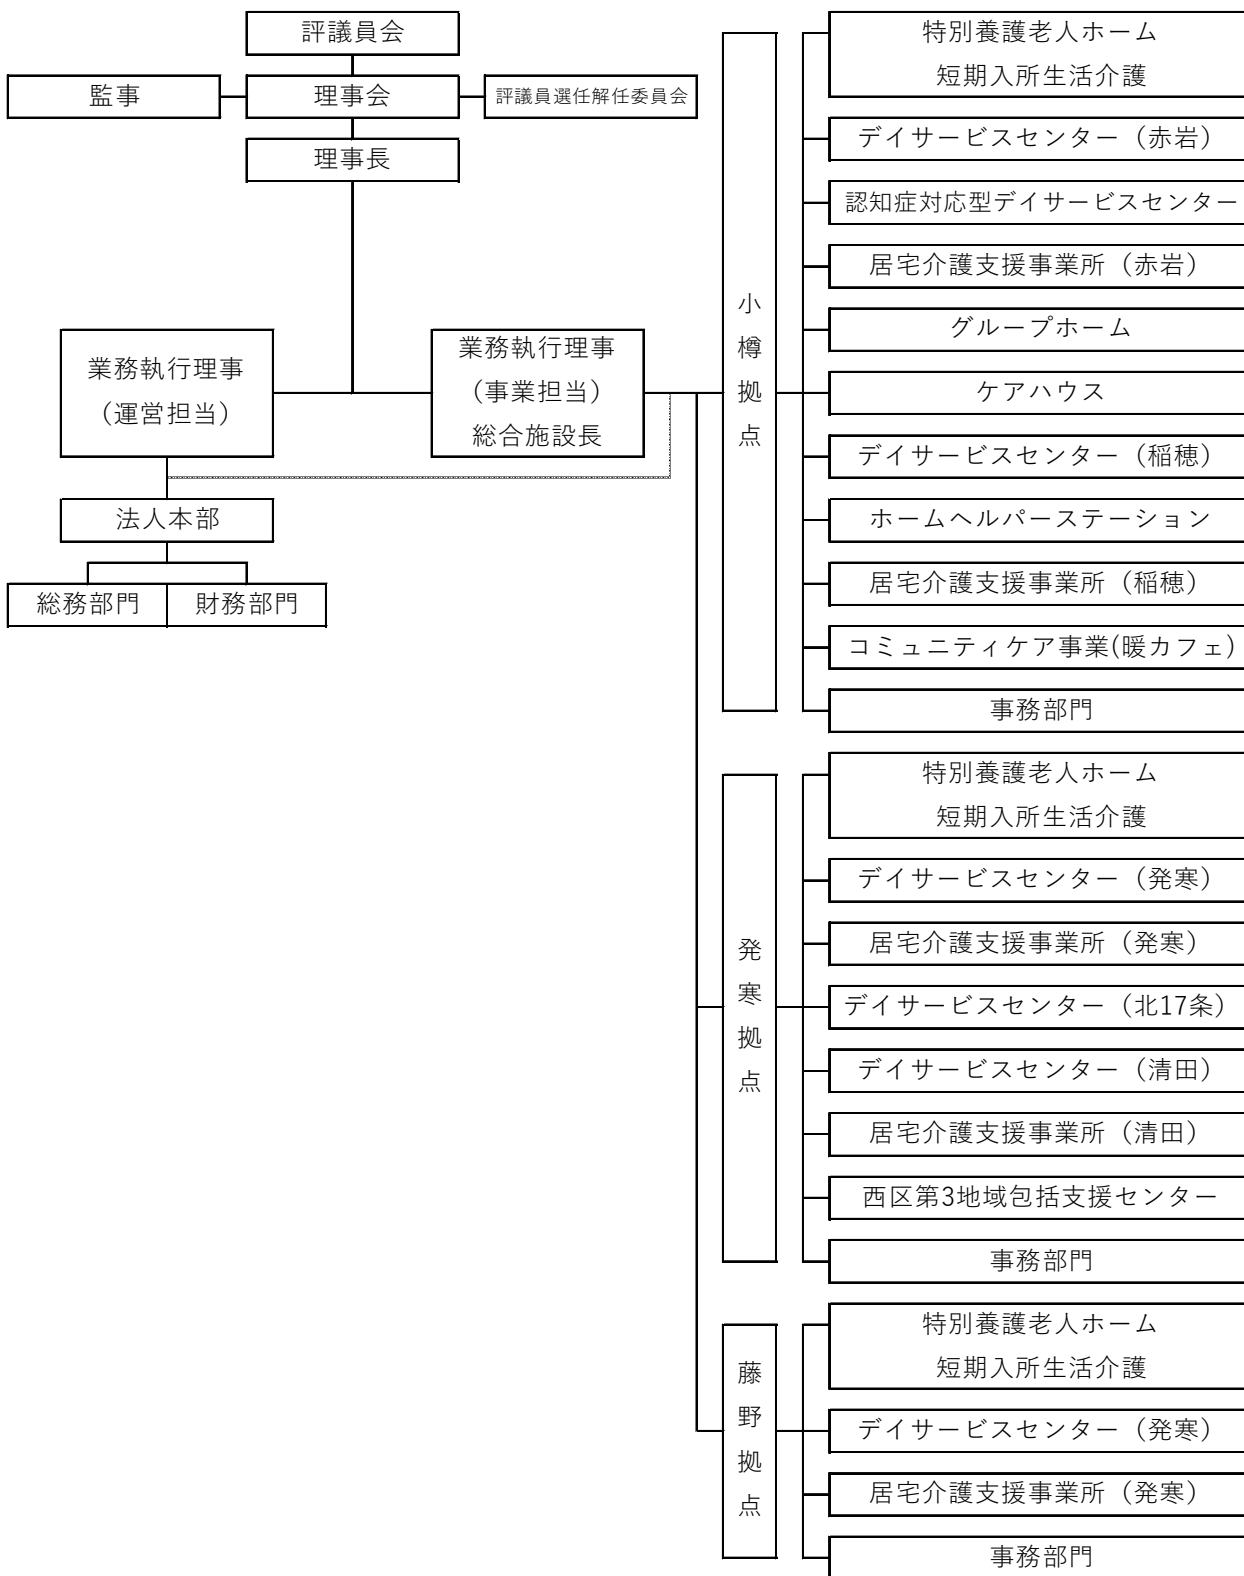 評議員会
監事
理事会
評議員選任解任委員会
理事長
業務執行理事
（運営担当）
業務執行理事
（事業担当）
総合施設長
法人本部
総務部門
財務部門
小樽拠点
特別養護老人ホーム
短期入所生活介護
デイサービスセンター（赤岩）
認知症対応型デイサービスセンター
居宅介護支援事業所（赤岩）
グループホーム
ケアハウス
デイサービスセンター（稲穂）
ホームヘルパーステーション
居宅介護支援事業所（稲穂）
コミュニティケア事業(暖カフェ)
事務部門
発寒拠点
特別養護老人ホーム
短期入所生活介護
デイサービスセンター（発寒）
居宅介護支援事業所（発寒）
デイサービスセンター（北17条）
デイサービスセンター（清田）
居宅介護支援事業所（清田）
西区第3地域包括支援センター
事務部門
藤野拠点
特別養護老人ホーム
短期入所生活介護
デイサービスセンター（発寒）
居宅介護支援事業所（発寒）
事務部門